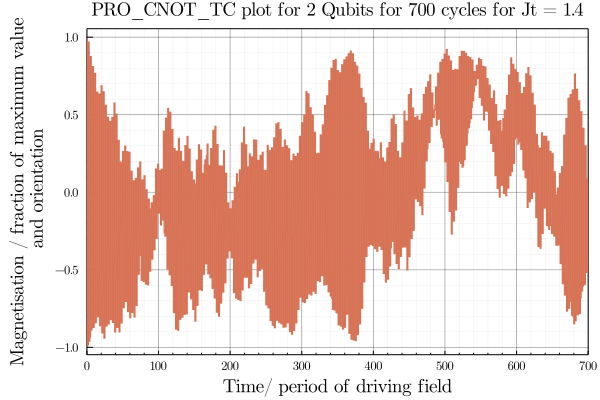 PRO_CNOT_TC plot for 2 Qubits for 700 cycles for Jt = 1.4
Magnetisation / fraction of maximum value
and orientation
1.0
0.5
0.0
−0.5
−1.0
0 100 200 300 400 500 600 700
Time/ period of driving field